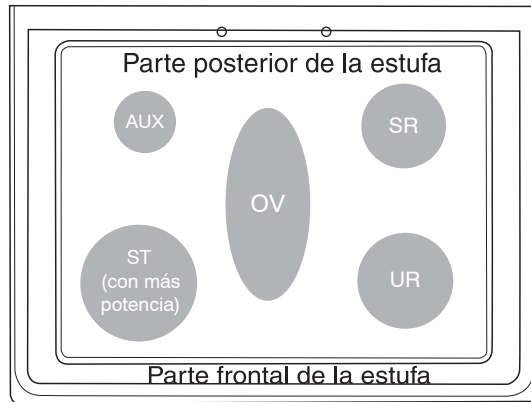 Parte posterior de la estufa
AUX
SR
OV
ST
(con más
potencia)
UR
Parte frontal de la estufa